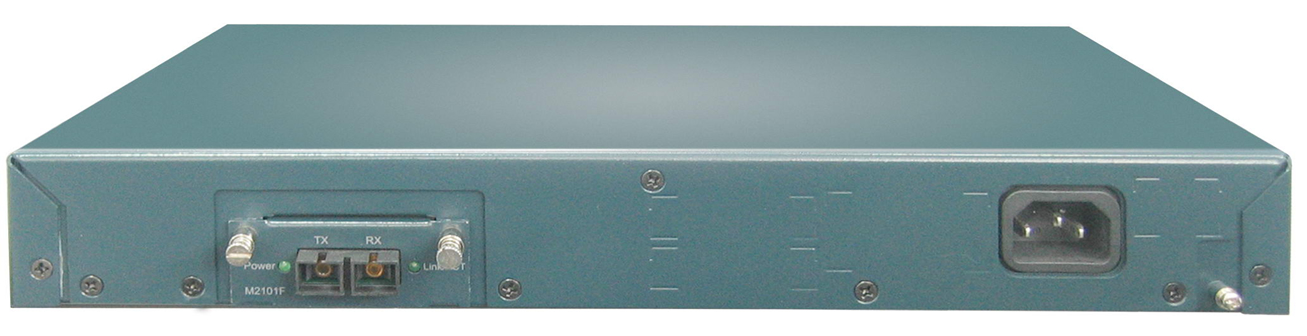 TX RX
Power Link/ACT
M2101F